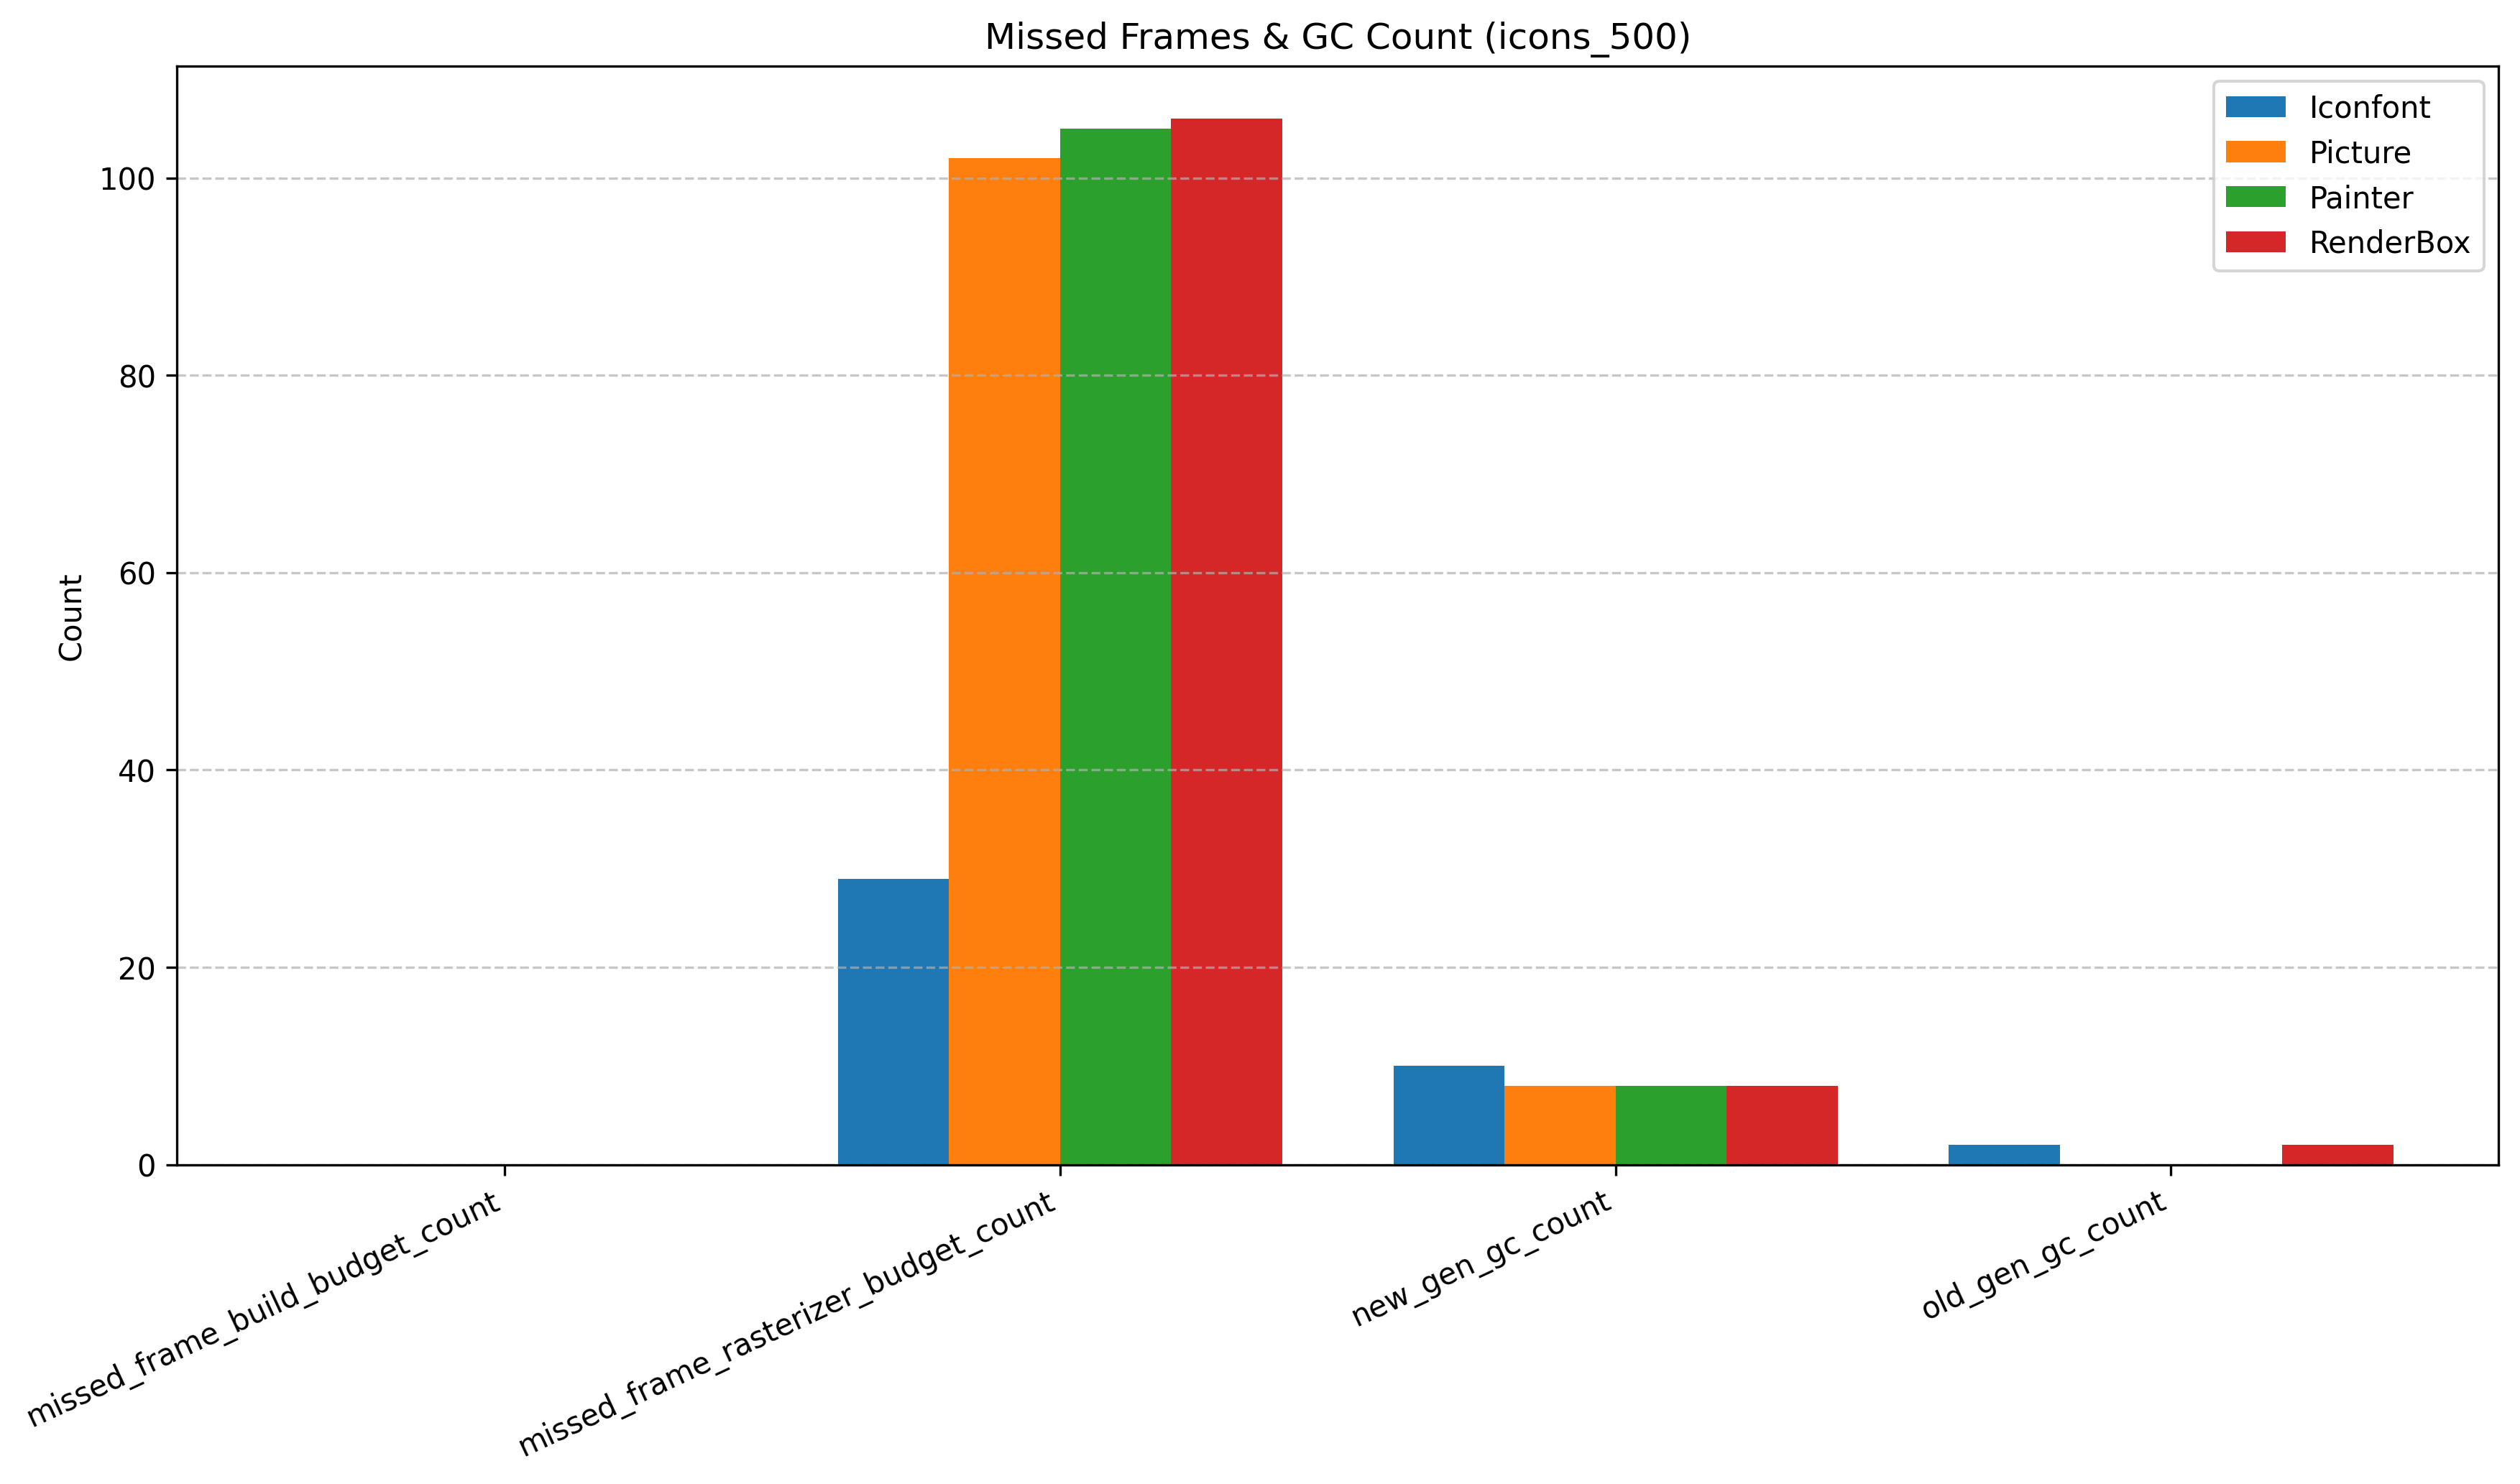 Missed Frames & GC Count (icons_500)
Iconfont
Picture
Painter
RenderBox
Count
100
80
60
40
20
0
missed_frame_build_budget_count
missed_frame_rasterizer_budget_count
new_gen_gc_count
old_gen_gc_count